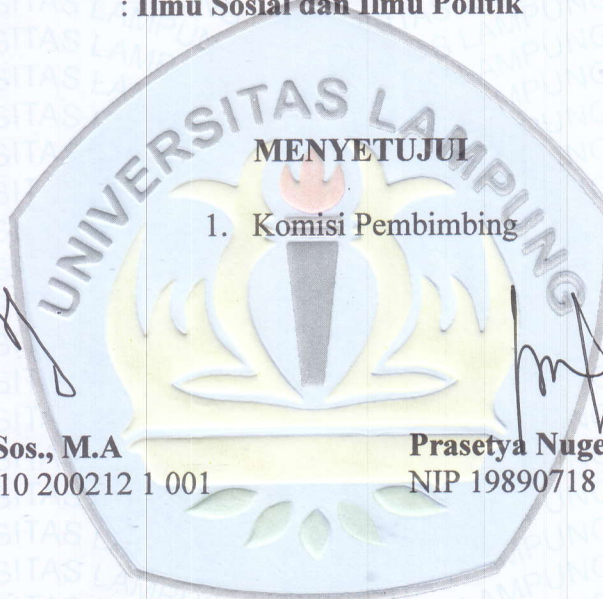 : Ilmu Sosial dan Ilmu Politik
UNIVERSITAS LAMPUNG
MENYETUJUI
1. Komisi Pembimbing
Sos., M.A
10 200212 1 001
Prasetya Nuge
NIP 19890718